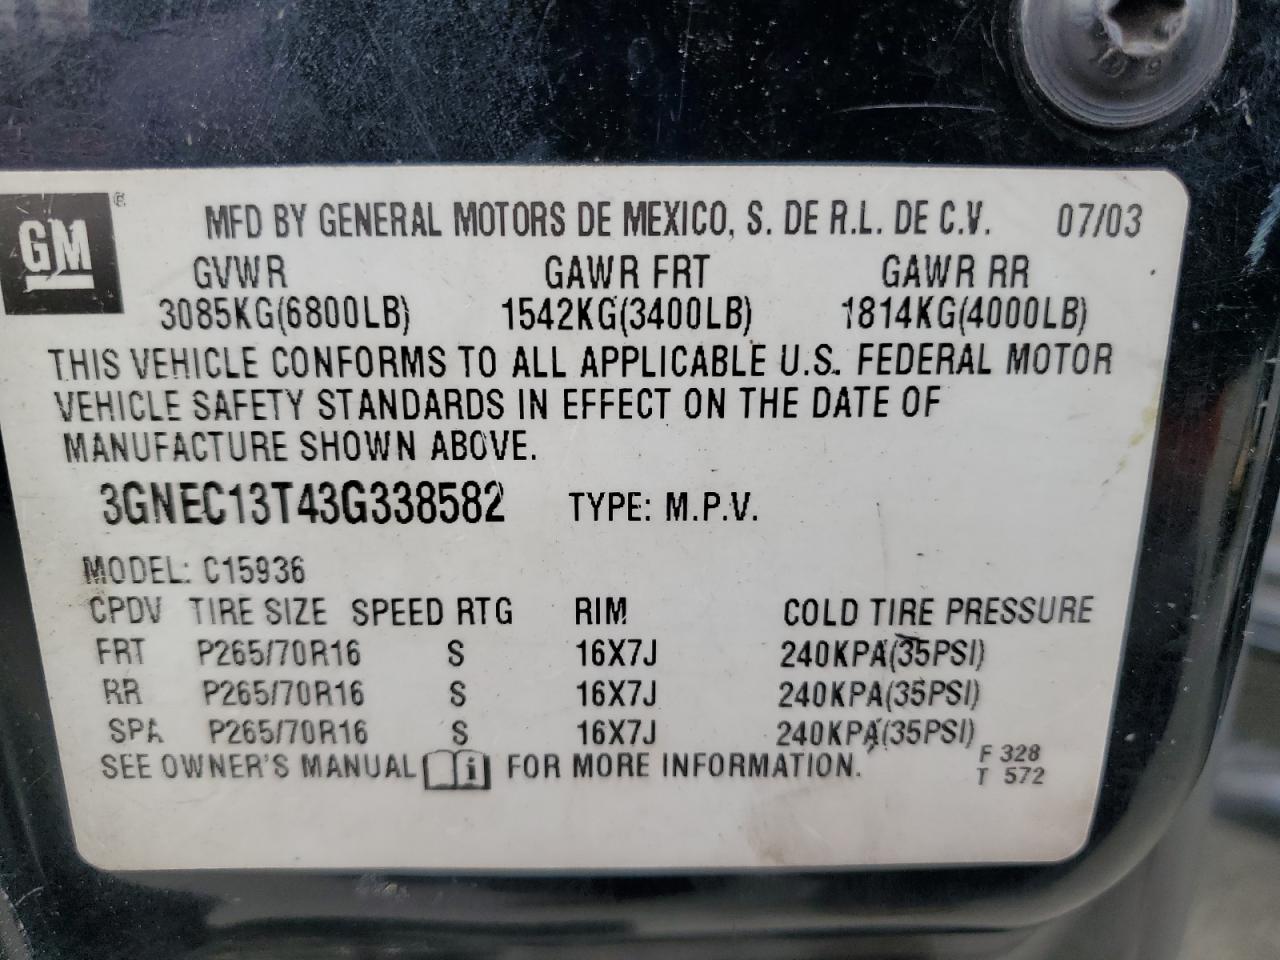 GM ®
MFD BY GENERAL MOTORS DE MEXICO, S. DE R.L. DE C.V. 07/03
GVWR GAWR FRT GAWR RR
3085KG(6800LB) 1542KG(3400LB) 1814KG(4000LB)
THIS VEHICLE CONFORMS TO ALL APPLICABLE U.S. FEDERAL MOTOR
VEHICLE SAFETY STANDARDS IN EFFECT ON THE DATE OF
MANUFACTURE SHOWN ABOVE.
3GNEC13T43G338582 TYPE: M.P.V.
MODEL: C15936
CPDV TIRE SIZE SPEED RTG RIM COLD TIRE PRESSURE
FRT P265/70R16 S 16X7J 240KPA(35PSI)
RR P265/70R16 S 16X7J 240KPA(35PSI)
SPA P265/70R16 S 16X7J 240KPA(35PSI)
SEE OWNER'S MANUAL i FOR MORE INFORMATION.
F 328
T 572